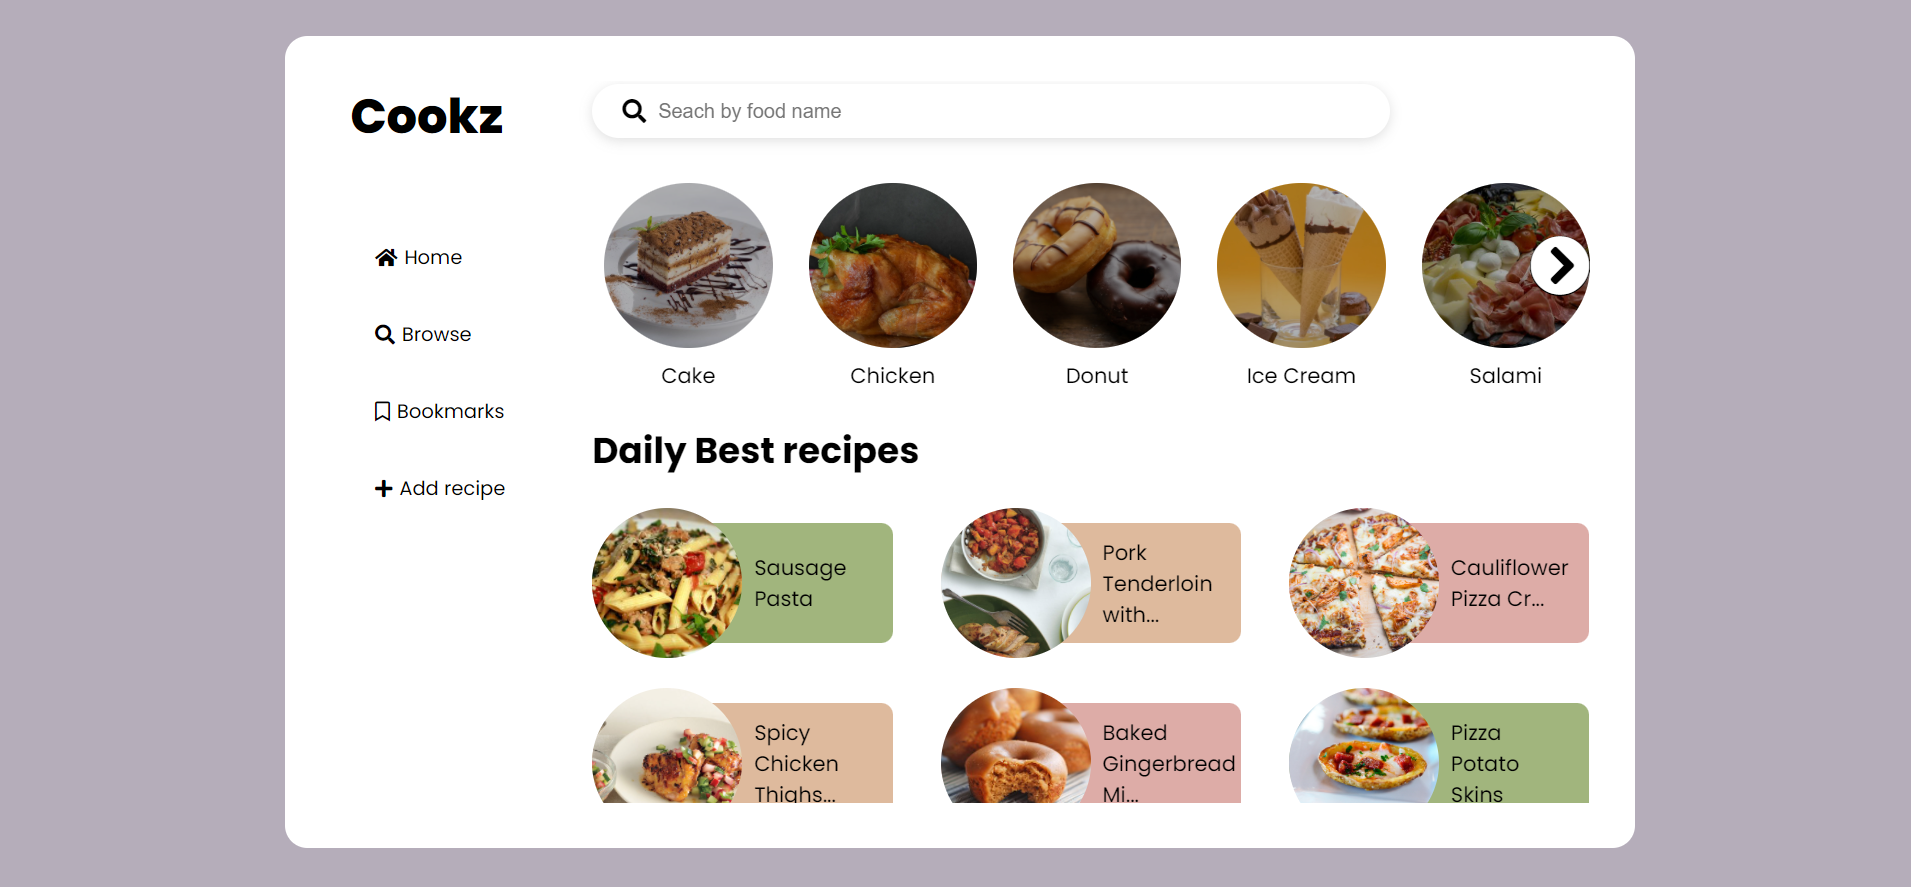 Cookz
Seach by food name
Home
Browse
Bookmarks
Add recipe
Cake
Chicken
Donut
Ice Cream
Salami
Daily Best recipes
Sausage
Pasta
Pork
Tenderloin
with...
Cauliflower
Pizza Cr...
Spicy
Chicken
Thighs...
Baked
Gingerbread
Mi...
Pizza
Potato
Skins